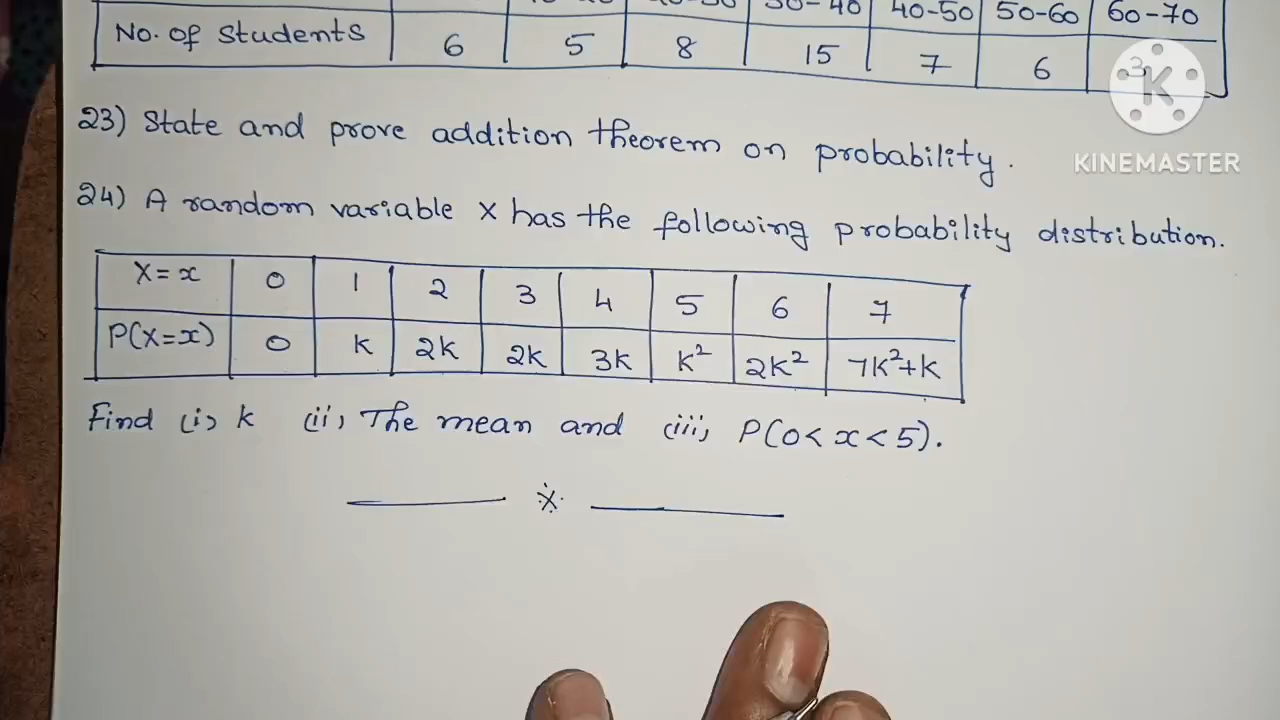 30-40 40-50 50-60 60-70
No. of Students 6 5 8 15 7 6 3
K
KINEMASTER
23) State and prove addition theorem on probability.
24) A random variable X has the following probability distribution.
X=x 0 1 2 3 4 5 6 7
P(X=x) 0 K 2K 2K 3K K² 2K² 7K²+K
Find (i) K (ii) The mean and (iii) P(0<x<5).